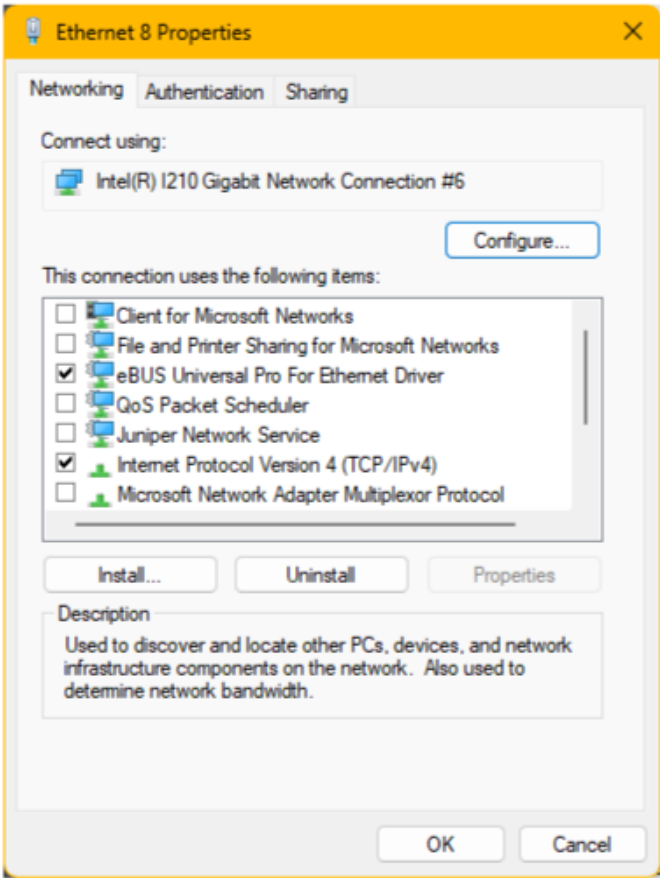 Ethernet 8 Properties
Networking
Authentication
Sharing
Connect using:
Intel(R) I210 Gigabit Network Connection #6
Configure...
This connection uses the following items:
Client for Microsoft Networks
File and Printer Sharing for Microsoft Networks
eBUS Universal Pro For Ethernet Driver
QoS Packet Scheduler
Juniper Network Service
Internet Protocol Version 4 (TCP/IPv4)
Microsoft Network Adapter Multiplexor Protocol
Install...
Uninstall
Properties
Description
Used to discover and locate other PCs, devices, and network
infrastructure components on the network. Also used to
determine network bandwidth.
OK
Cancel